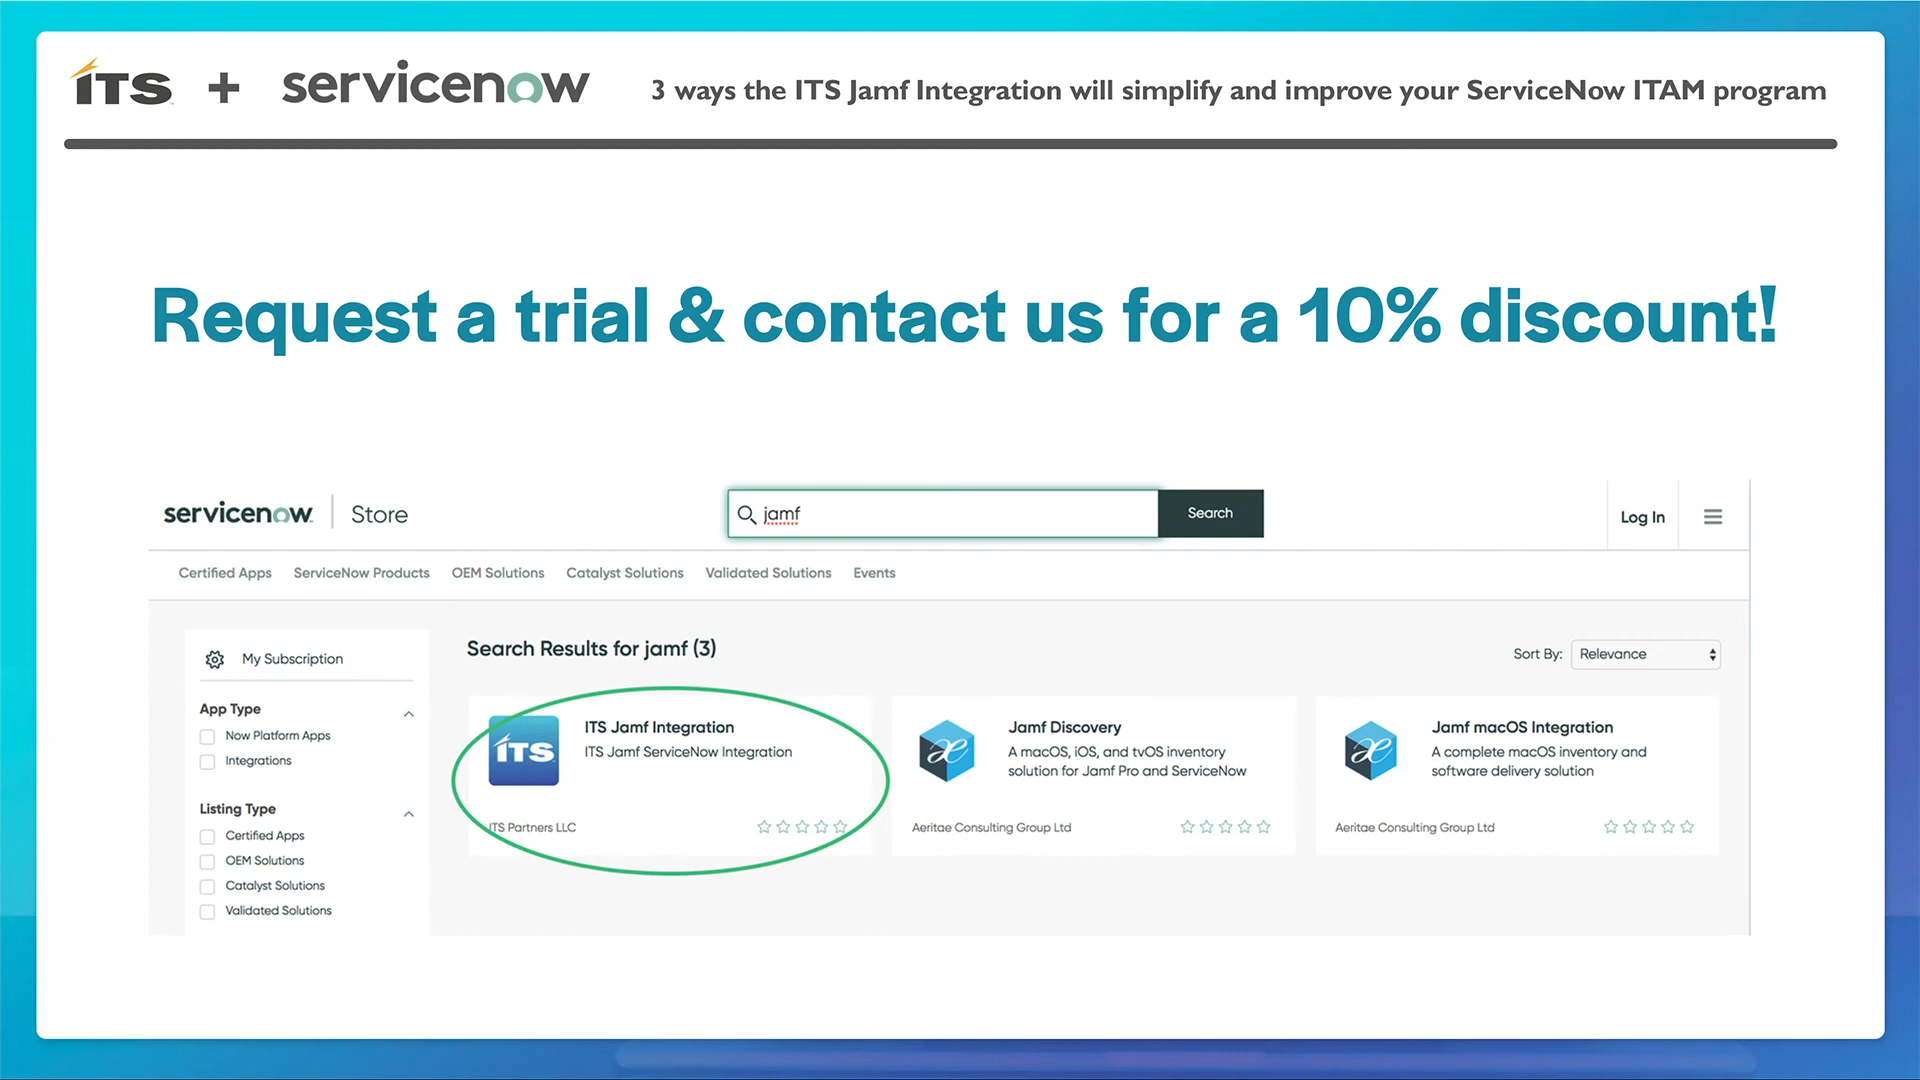 ITS + servicenow 3 ways the ITS Jamf Integration will simplify and improve your ServiceNow ITAM program
Request a trial & contact us for a 10% discount!
servicenow Store
jamf
Search
Log In
Certified Apps ServiceNow Products OEM Solutions Catalyst Solutions Validated Solutions Events
My Subscription
App Type
Now Platform Apps
Integrations
Listing Type
Certified Apps
OEM Solutions
Catalyst Solutions
Validated Solutions
Search Results for jamf (3)
Sort By: Relevance
ITS
ITS Jamf Integration
ITS Jamf ServiceNow Integration
ITS Partners LLC
Jamf Discovery
A macOS, iOS, and tvOS inventory
solution for Jamf Pro and ServiceNow
Aeritae Consulting Group Ltd
Jamf macOS Integration
A complete macOS inventory and
software delivery solution
Aeritae Consulting Group Ltd